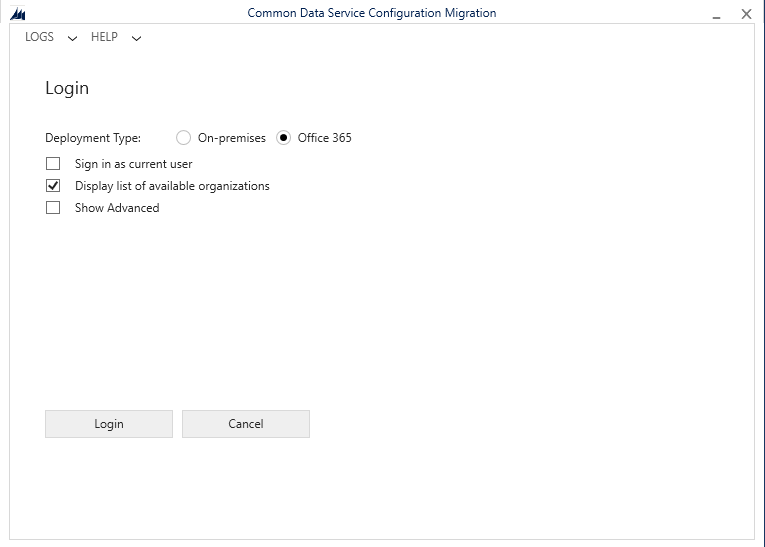 Common Data Service Configuration Migration
LOGS HELP
Login
Deployment Type: On-premises Office 365
Sign in as current user
Display list of available organizations
Show Advanced
Login Cancel